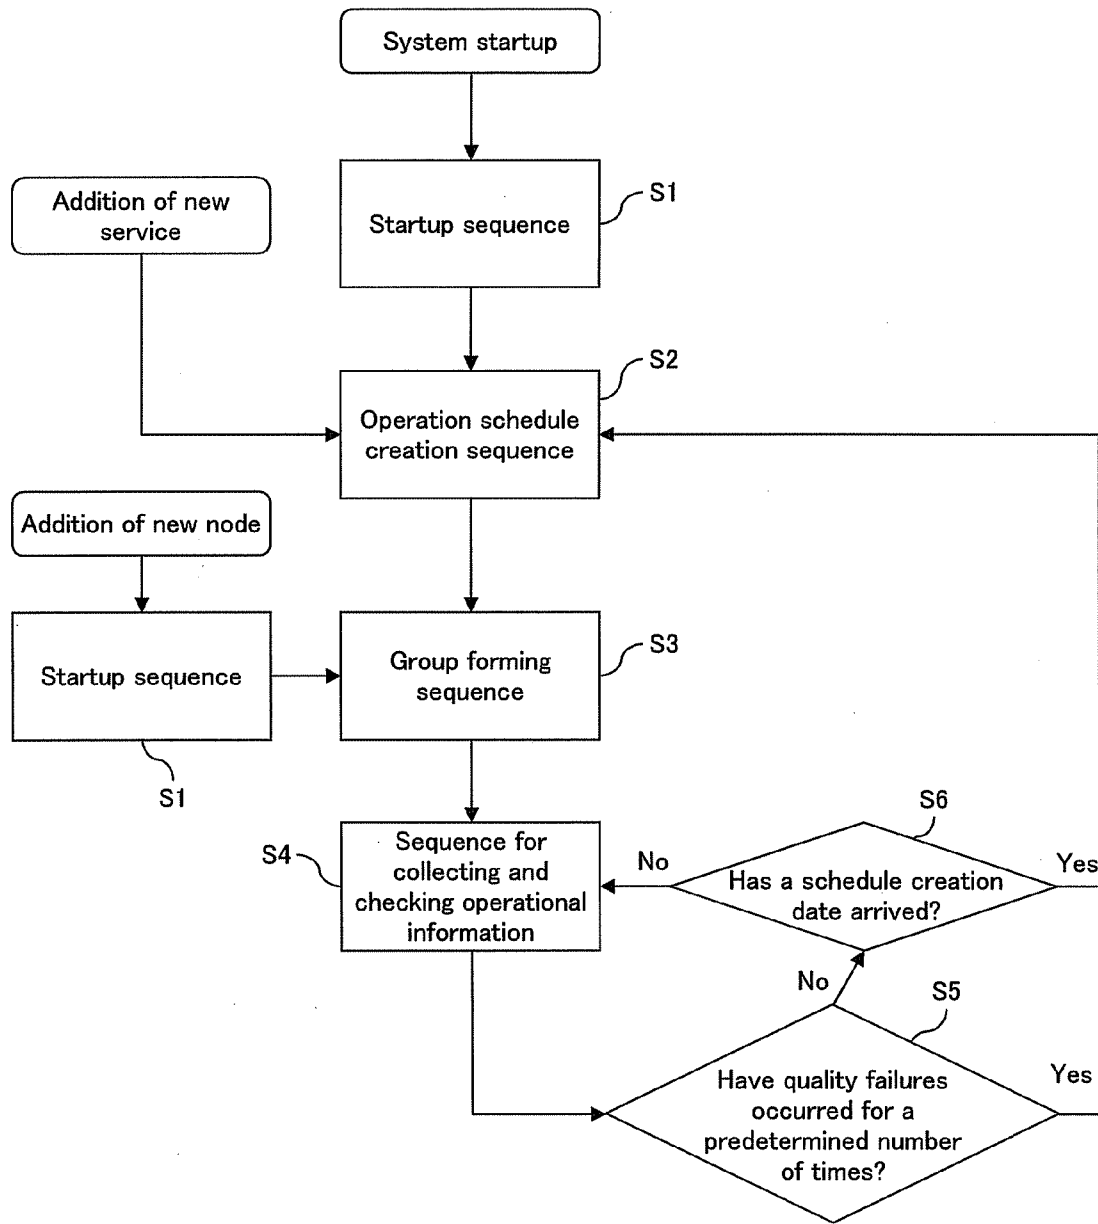 System startup
S1
Addition of new
service
Startup sequence
S2
Operation schedule
creation sequence
Addition of new node
S3
Startup sequence
Group forming
sequence
S1
S6
S4
Sequence for
collecting and
checking operational
information
No
Yes
Has a schedule creation
date arrived?
No
S5
Yes
Have quality failures
occurred for a
predetermined number
of times?